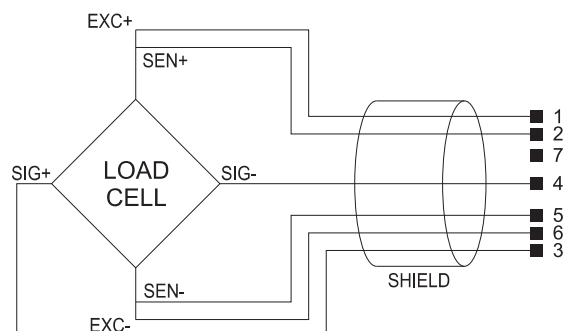 EXC+
SEN+
1
2
7
SIG+
LOAD
CELL
SIG-
4
5
6
3
SHIELD
SEN-
EXC-